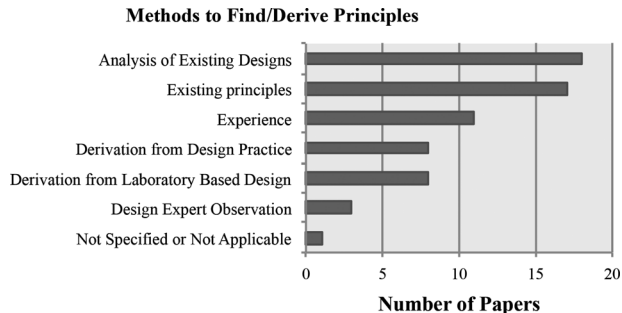 Methods to Find/Derive Principles
Analysis of Existing Designs
Existing principles
Experience
Derivation from Design Practice
Derivation from Laboratory Based Design
Design Expert Observation
Not Specified or Not Applicable
0 5 10 15 20
Number of Papers